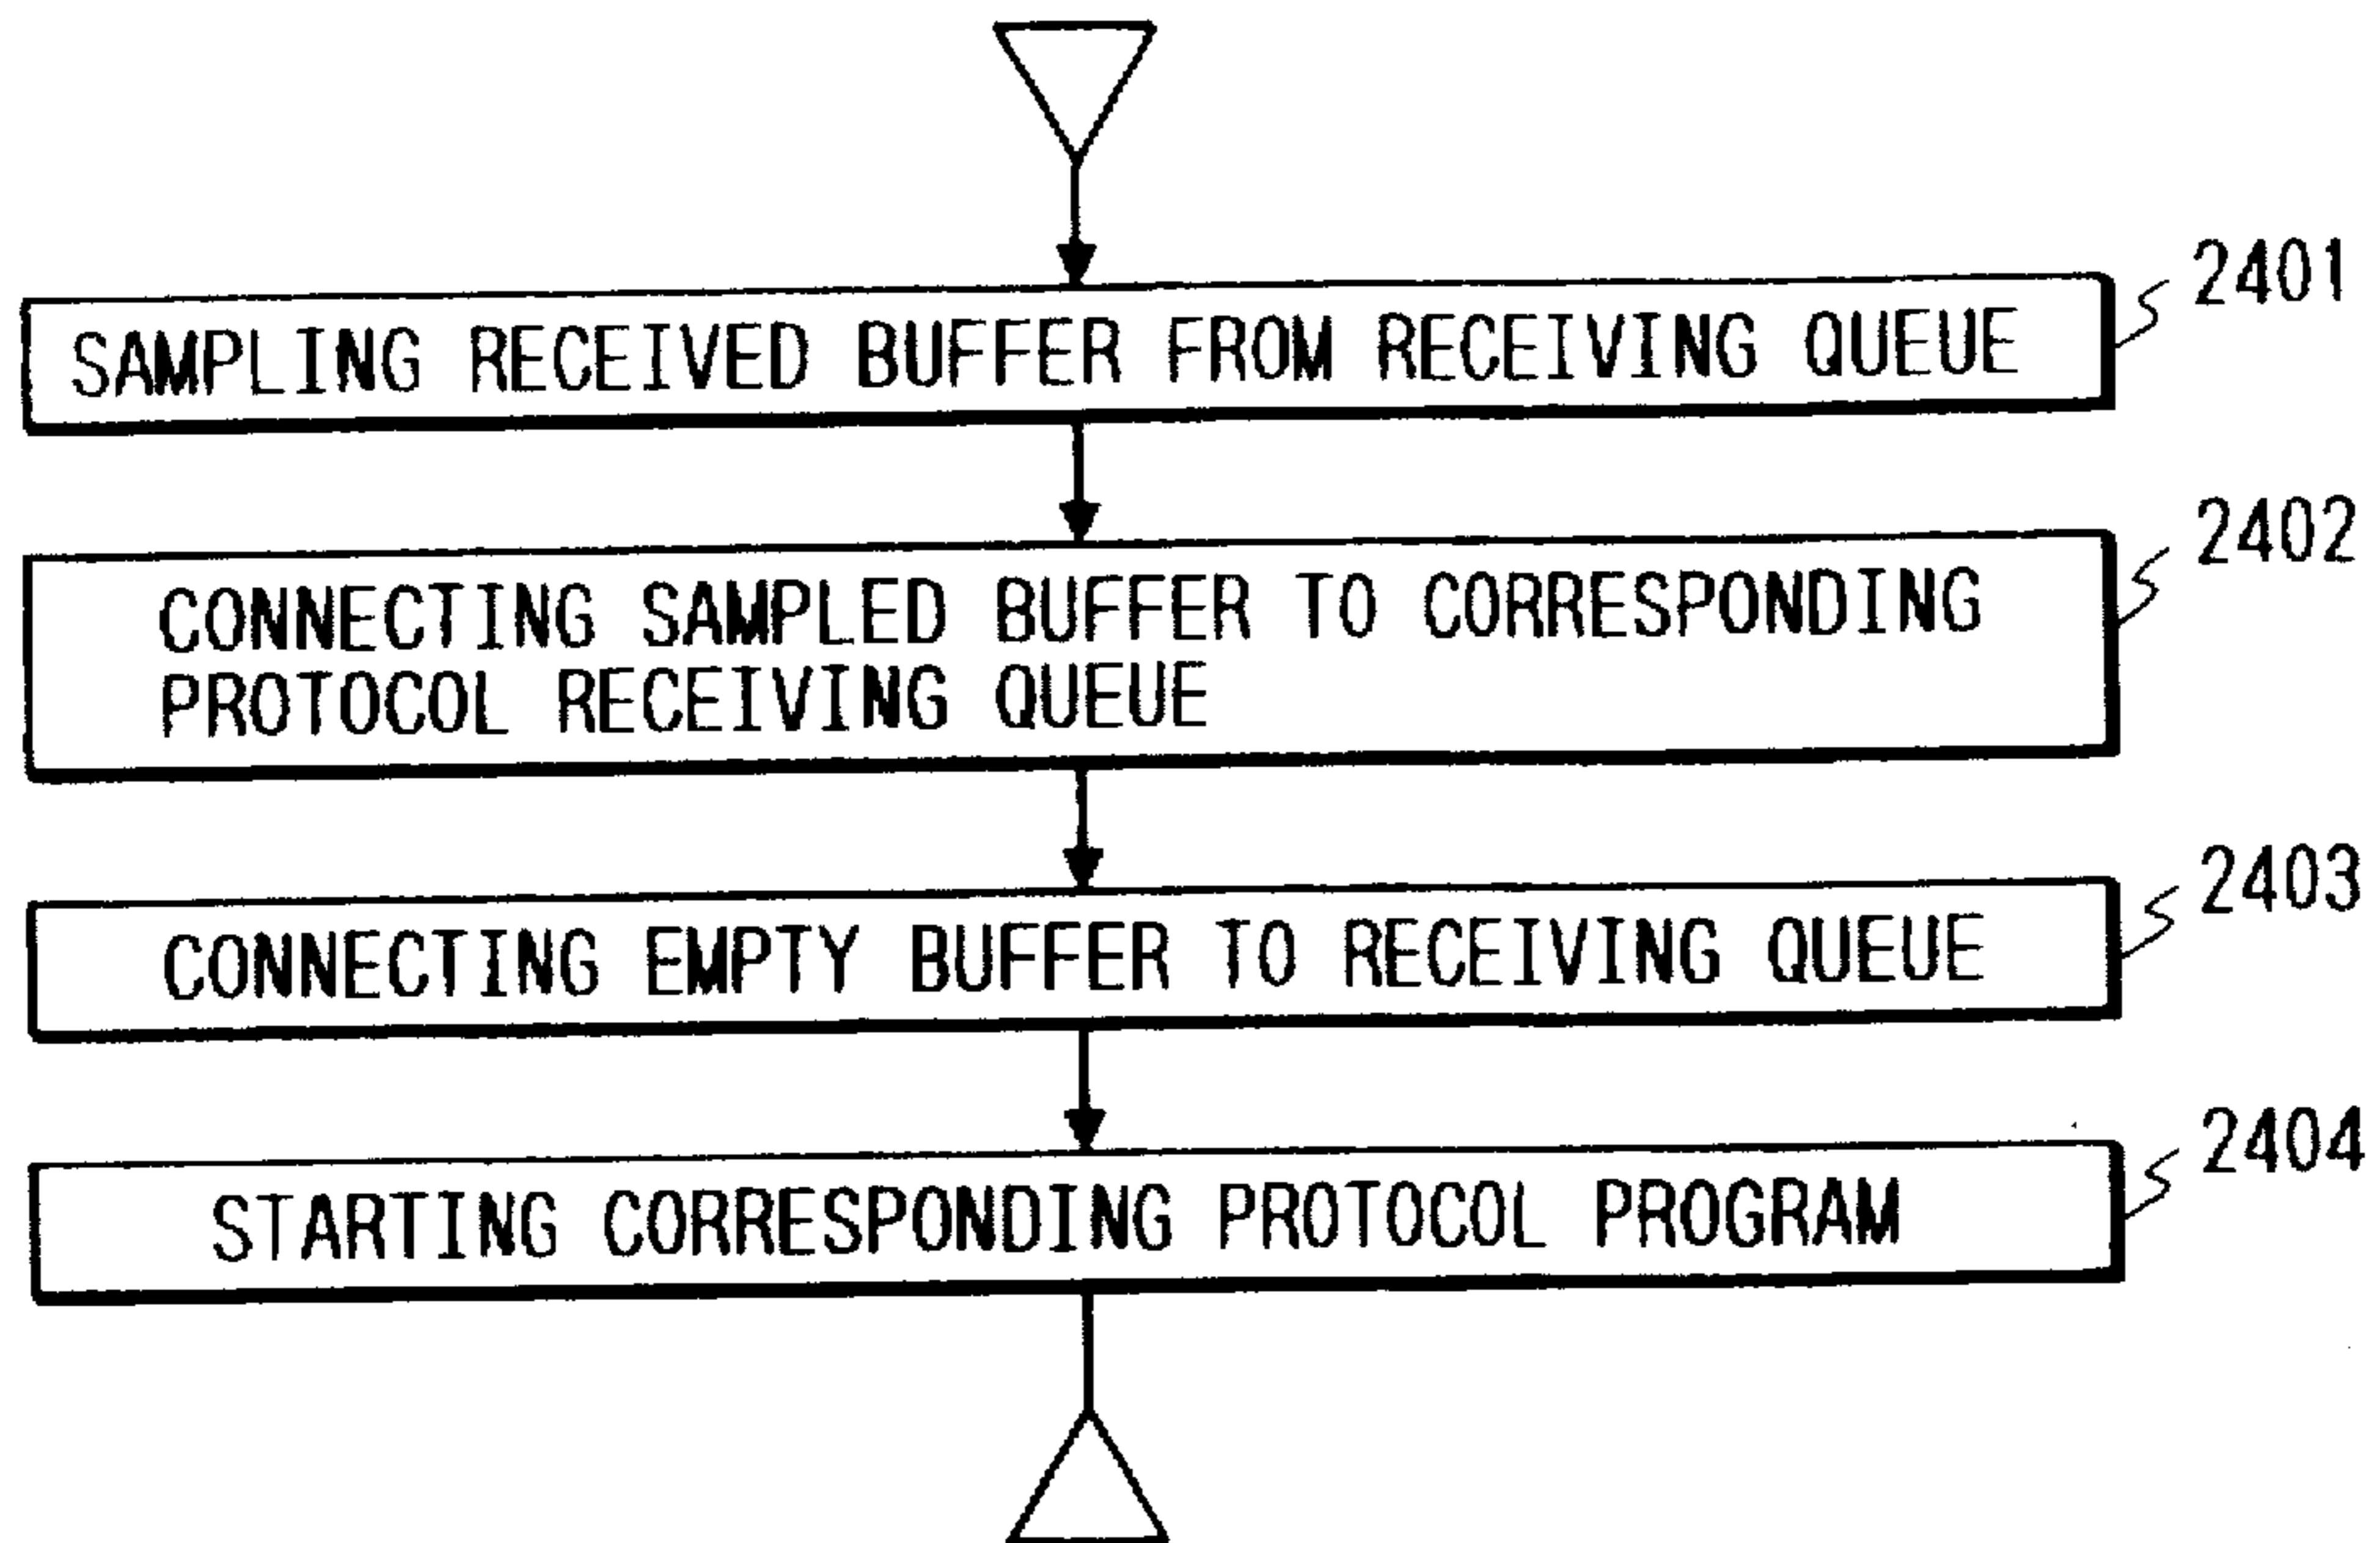 2401
SAMPLING RECEIVED BUFFER FROM RECEIVING QUEUE
2402
CONNECTING SAMPLED BUFFER TO CORRESPONDING
PROTOCOL RECEIVING QUEUE
2403
CONNECTING EMPTY BUFFER TO RECEIVING QUEUE
2404
STARTING CORRESPONDING PROTOCOL PROGRAM